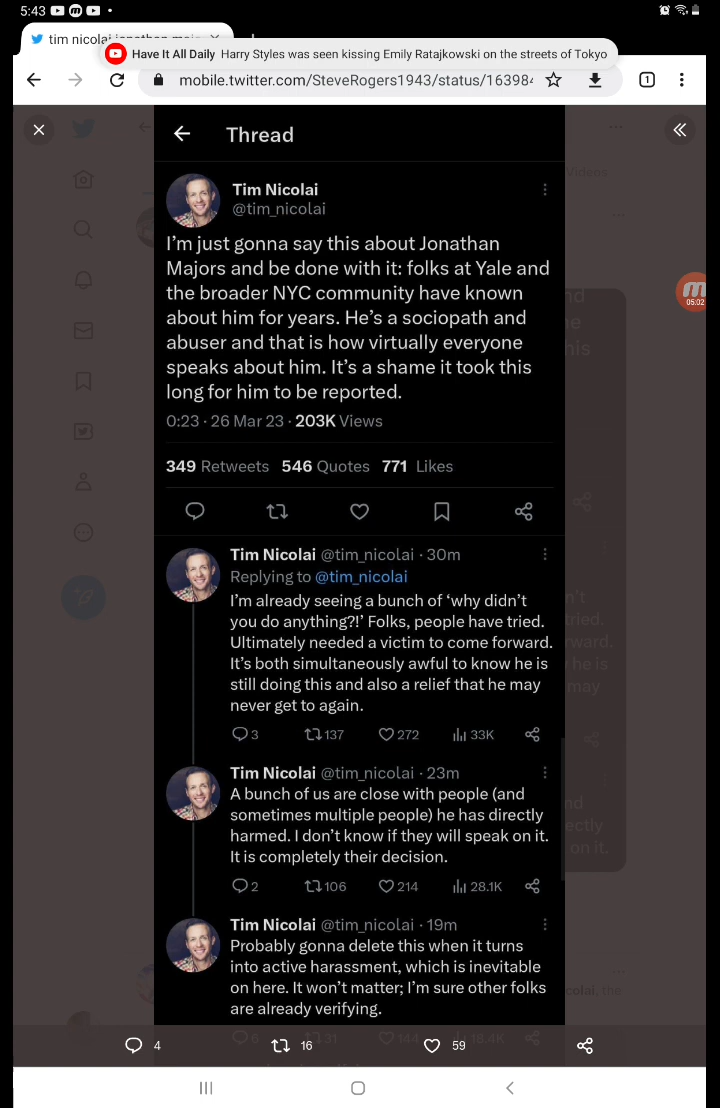 5:43
tim nicolai jonathan
Have It All Daily Harry Styles was seen kissing Emily Ratajkowski on the streets of Tokyo
mobile.twitter.com/SteveRogers1943/status/16398
1
Thread
Videos
Tim Nicolai
@tim_nicolai
I'm just gonna say this about Jonathan
Majors and be done with it: folks at Yale and
the broader NYC community have known
about him for years. He's a sociopath and
abuser and that is how virtually everyone
speaks about him. It's a shame it took this
long for him to be reported.
05:02
0:23 · 26 Mar 23 · 203K Views
349 Retweets 546 Quotes 771 Likes
Tim Nicolai @tim_nicolai · 30m
Replying to @tim_nicolai
I'm already seeing a bunch of ‘why didn't
you do anything?!’ Folks, people have tried.
Ultimately needed a victim to come forward.
It's both simultaneously awful to know he is
still doing this and also a relief that he may
never get to again.
3 137 272 33K
Tim Nicolai @tim_nicolai · 23m
A bunch of us are close with people (and
sometimes multiple people) he has directly
harmed. I don't know if they will speak on it.
It is completely their decision.
2 106 214 28.1K
Tim Nicolai @tim_nicolai · 19m
Probably gonna delete this when it turns
into active harassment, which is inevitable
on here. It won't matter; I'm sure other folks
are already verifying.
colai, the
6 31 144 18.4K
4 16 59